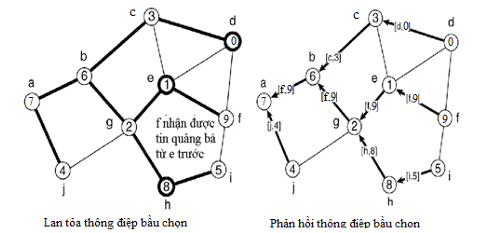 c
3
d
0
b
6
e
1
a
7
g
2
f nhận được
tin quảng bá
từ e trước
9
f
4
j
8
h
5
i
Lan tỏa thông điệp bầu chọn
c
3
[d,0]
d
0
b
6
[c,3]
e
1
a
7
[f,9]
[f,9]
[f,9]
[f,9]
g
2
9
f
[j,4]
[h,8]
4
j
8
h
[i,5]
5
i
Phản hồi thông điệp bầu chọn